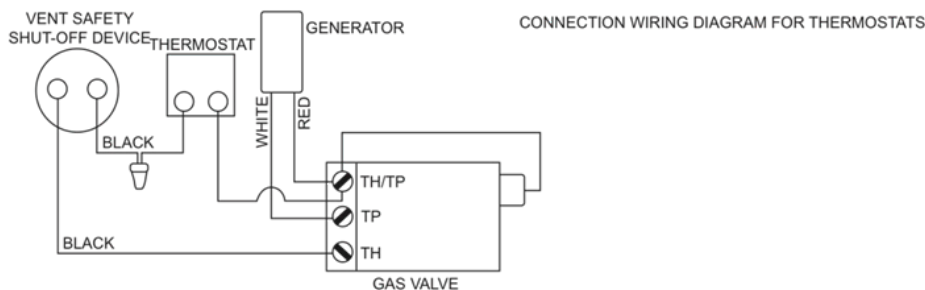 VENT SAFETY
SHUT-OFF DEVICE
THERMOSTAT
GENERATOR
CONNECTION WIRING DIAGRAM FOR THERMOSTATS
WHITE
RED
BLACK
TH/TP
TP
BLACK
TH
GAS VALVE